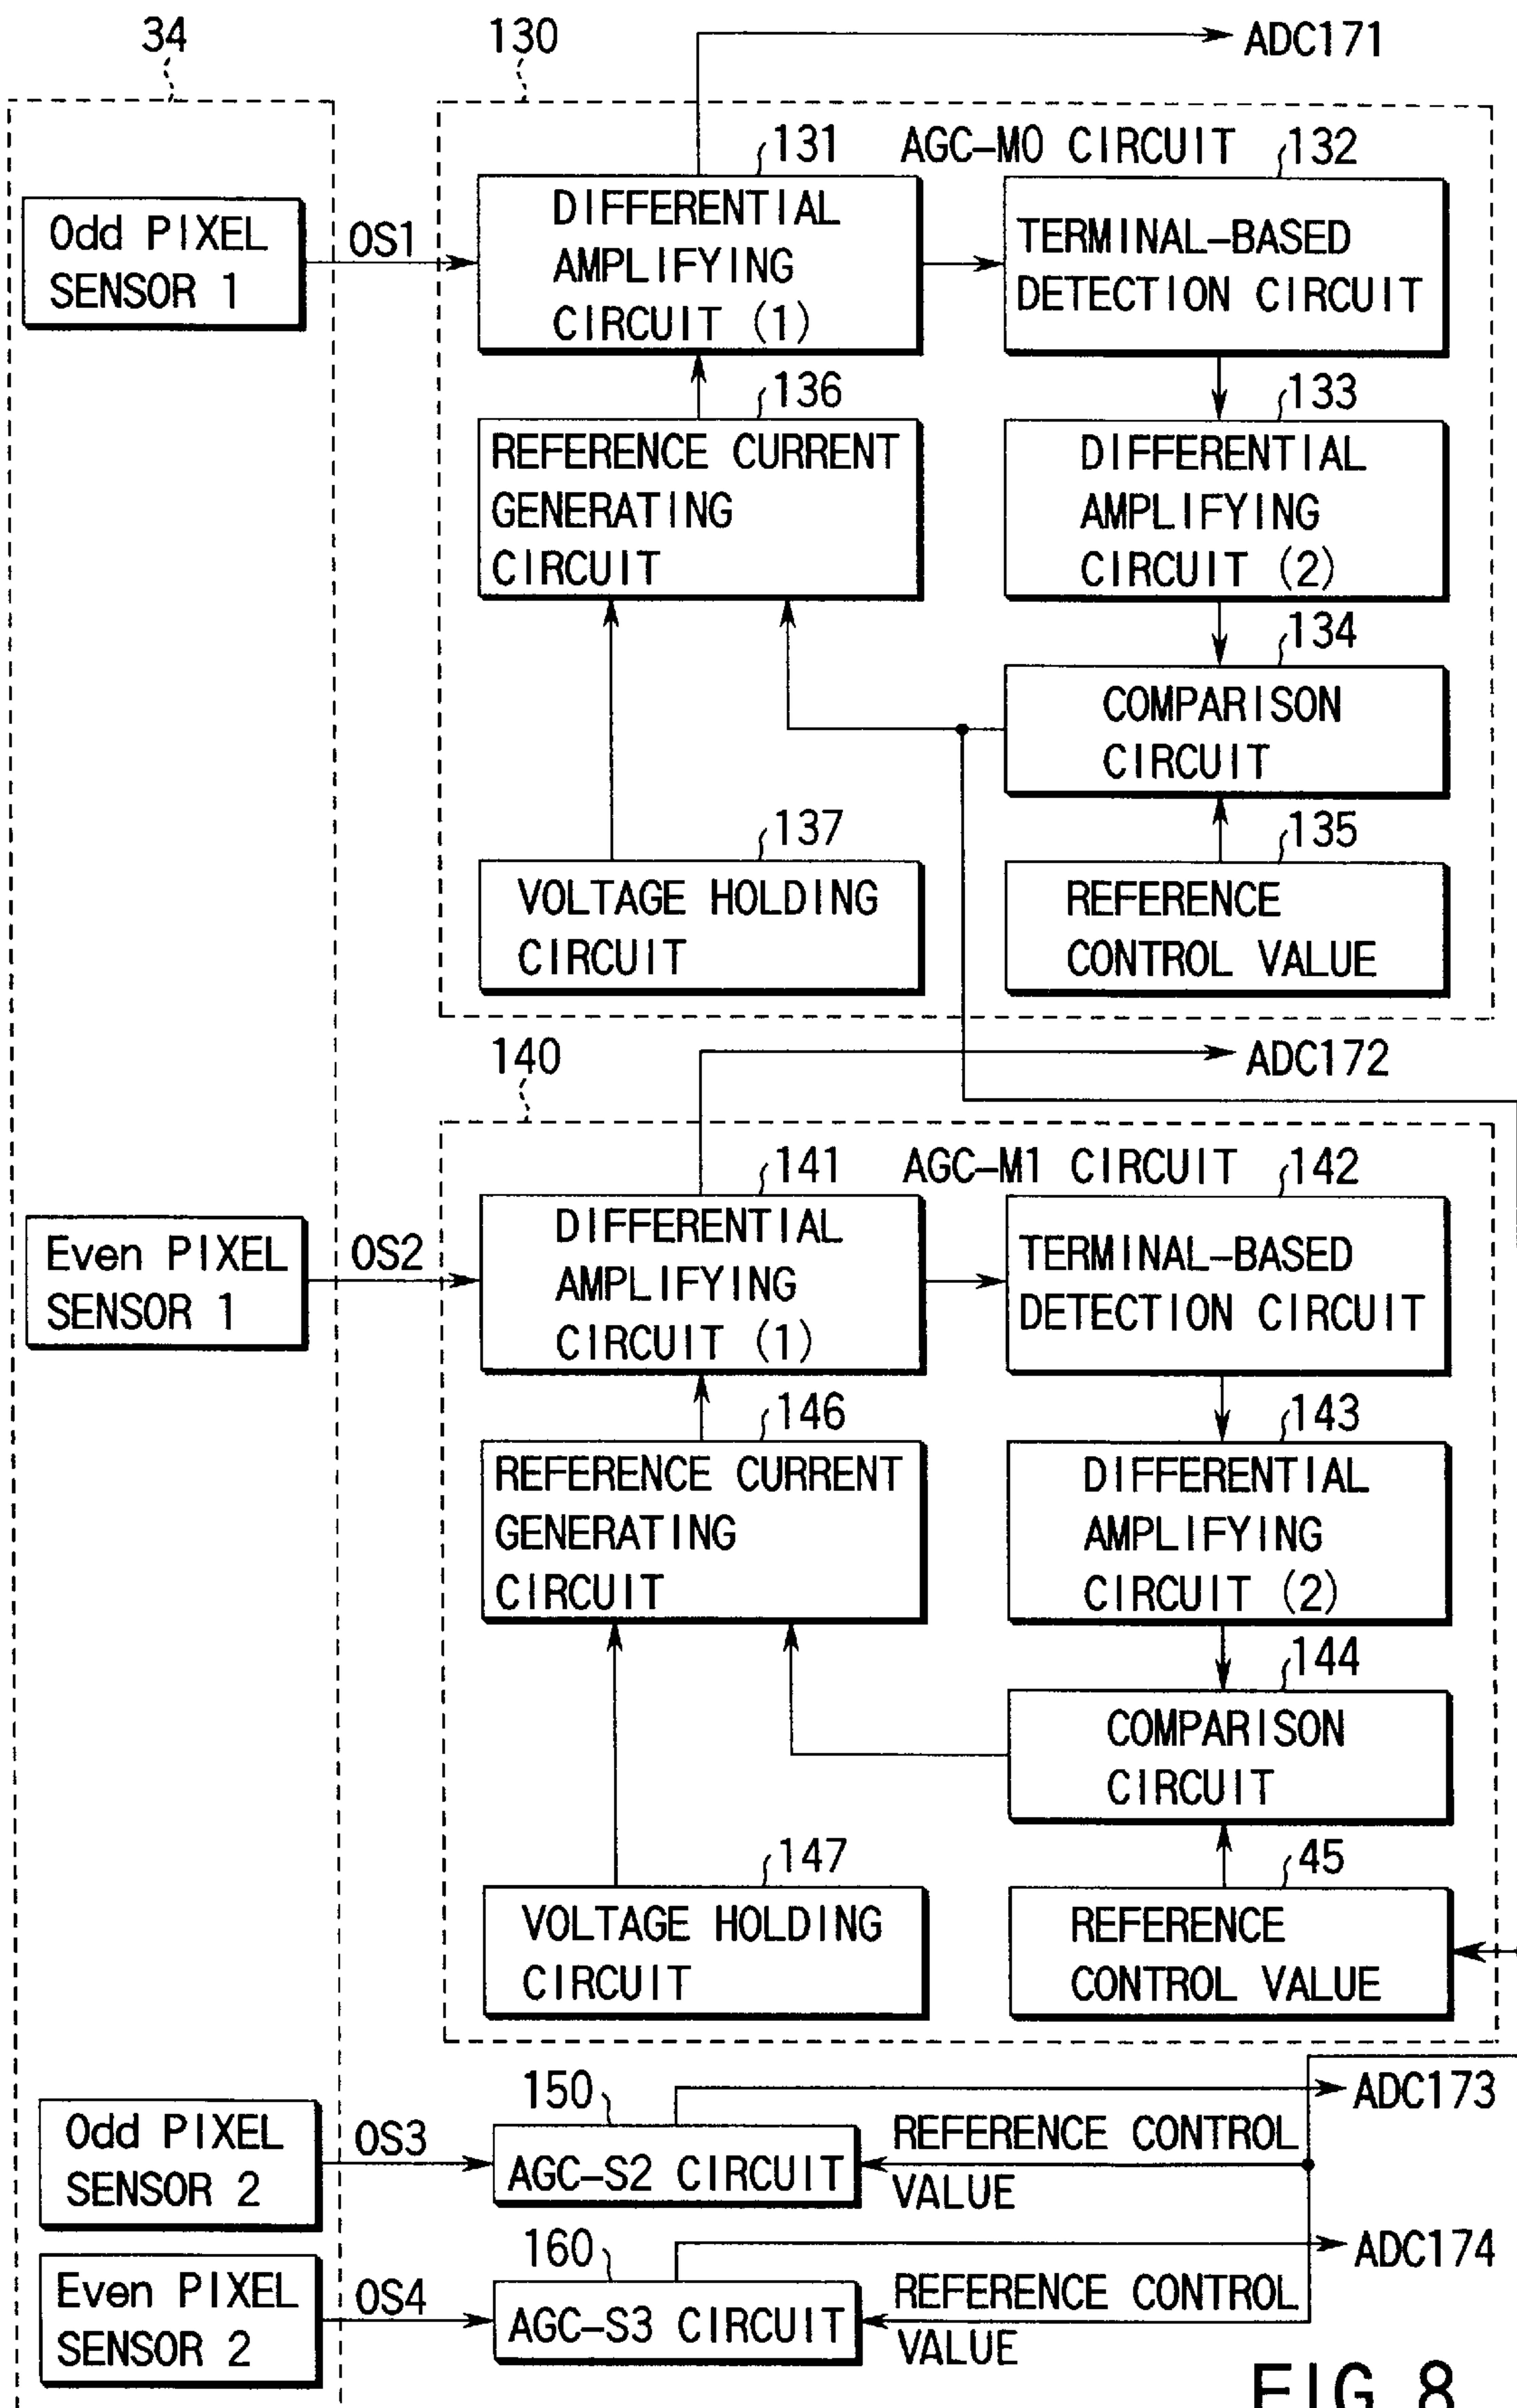 34
130
ADC171
131
AGC-M0 CIRCUIT
132
Odd PIXEL
SENSOR 1
OS1
DIFFERENTIAL
AMPLIFYING
CIRCUIT (1)
TERMINAL-BASED
DETECTION CIRCUIT
136
133
REFERENCE CURRENT
GENERATING
CIRCUIT
DIFFERENTIAL
AMPLIFYING
CIRCUIT (2)
134
COMPARISON
CIRCUIT
137
135
VOLTAGE HOLDING
CIRCUIT
REFERENCE
CONTROL VALUE
140
ADC172
141
AGC-M1 CIRCUIT
142
Even PIXEL
SENSOR 1
OS2
DIFFERENTIAL
AMPLIFYING
CIRCUIT (1)
TERMINAL-BASED
DETECTION CIRCUIT
146
143
REFERENCE CURRENT
GENERATING
CIRCUIT
DIFFERENTIAL
AMPLIFYING
CIRCUIT (2)
144
COMPARISON
CIRCUIT
147
45
VOLTAGE HOLDING
CIRCUIT
REFERENCE
CONTROL VALUE
150
ADC173
Odd PIXEL
SENSOR 2
OS3
AGC-S2 CIRCUIT
REFERENCE CONTROL
VALUE
160
ADC174
Even PIXEL
SENSOR 2
OS4
AGC-S3 CIRCUIT
REFERENCE CONTROL
VALUE
FIG. 8